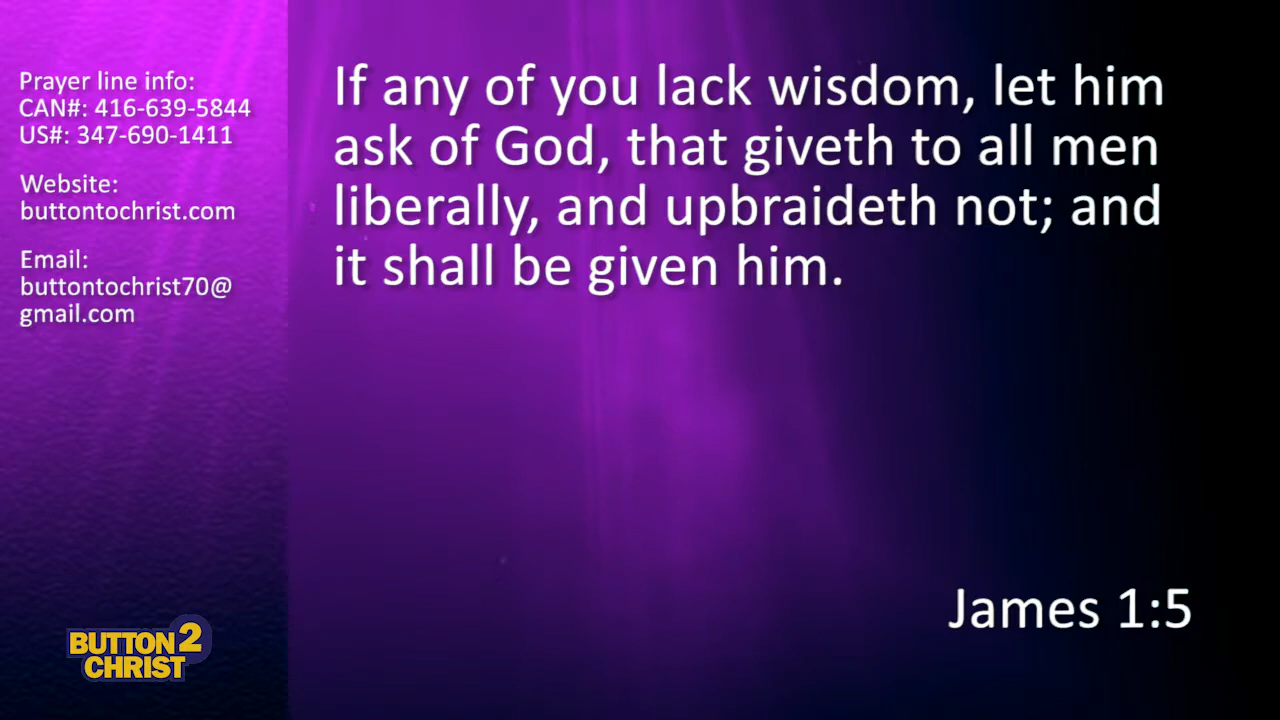 Prayer line info:
CAN#: 416-639-5844
US#: 347-690-1411
Website:
buttontochrist.com
Email:
buttontochrist70@
gmail.com
If any of you lack wisdom, let him
ask of God, that giveth to all men
liberally, and upbraideth not; and
it shall be given him.
James 1:5
BUTTON 2
CHRIST